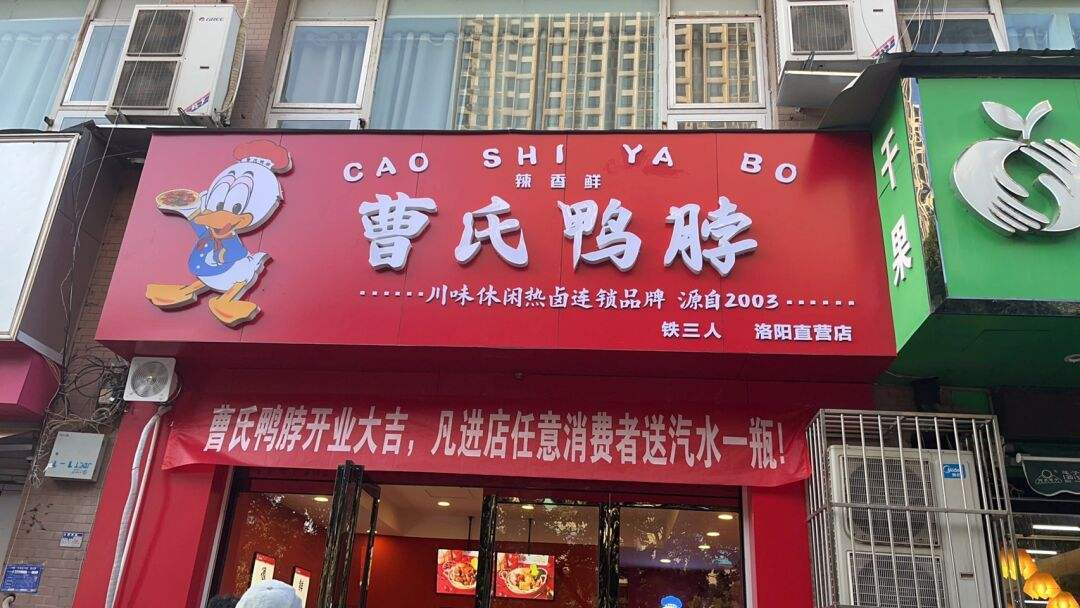 CAO SHI YA BO
辣香鲜
曹氏鸭脖
川味休闲热卤连锁品牌 源自2003
铁三人 洛阳直营店
曹氏鸭脖开业大吉，凡进店任意消费者送汽水一瓶！
干果
GREE
Midea